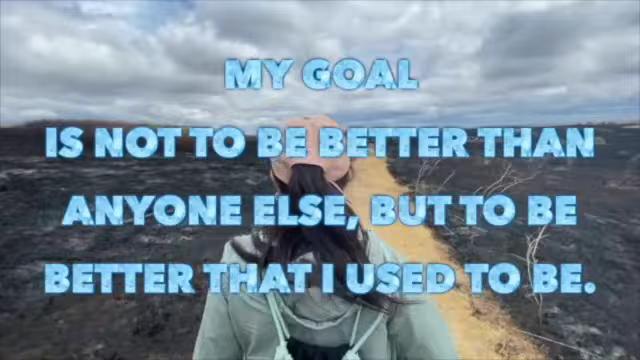 MY GOAL
IS NOT TO BE BETTER THAN
ANYONE ELSE, BUT TO BE
BETTER THAT I USED TO BE.